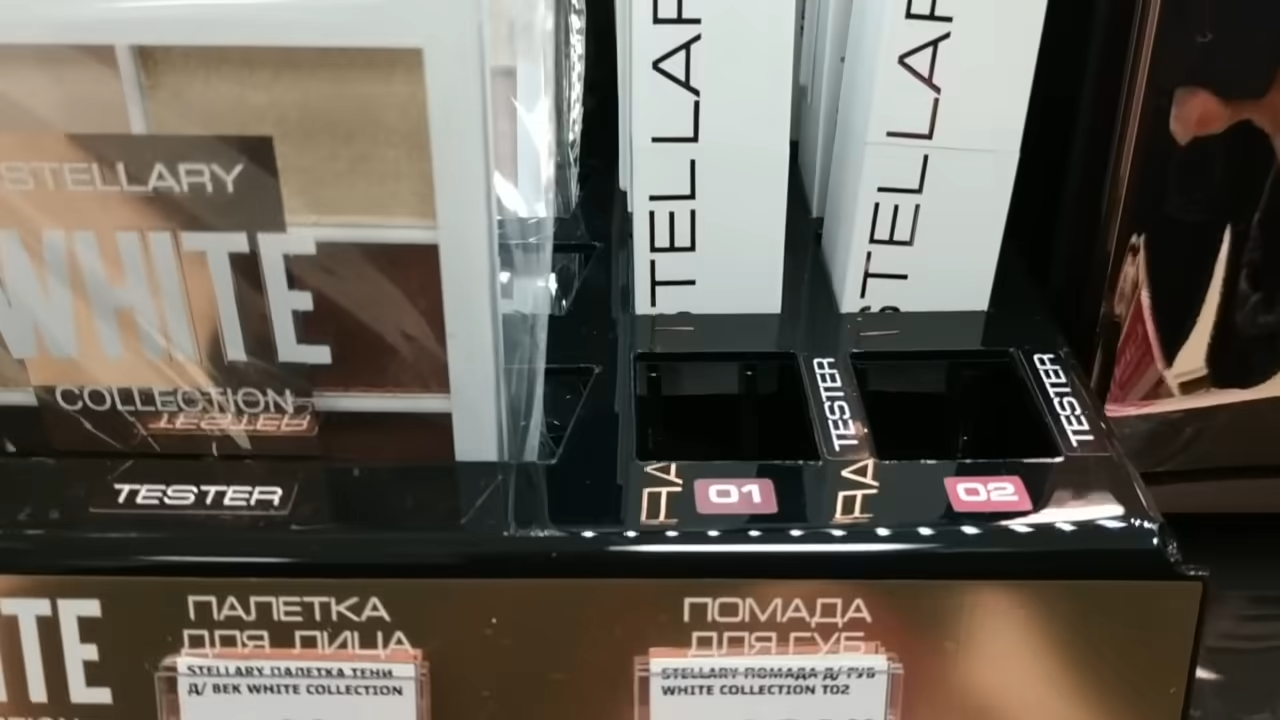 STELLARY
WHITE
COLLECTION
TESTER
TESTER
STELLAR
STELLAR
TESTER
TESTER
01
02
ПАЛЕТКА
ДЛЯ ЛИЦА
STELLARY ПАЛЕТКА ТЕНИ
Д/ ВЕК WHITE COLLECTION
ПОМАДА
ДЛЯ ГУБ
STELLARY ПОМАДА Д/ ГУБ
WHITE COLLECTION T02